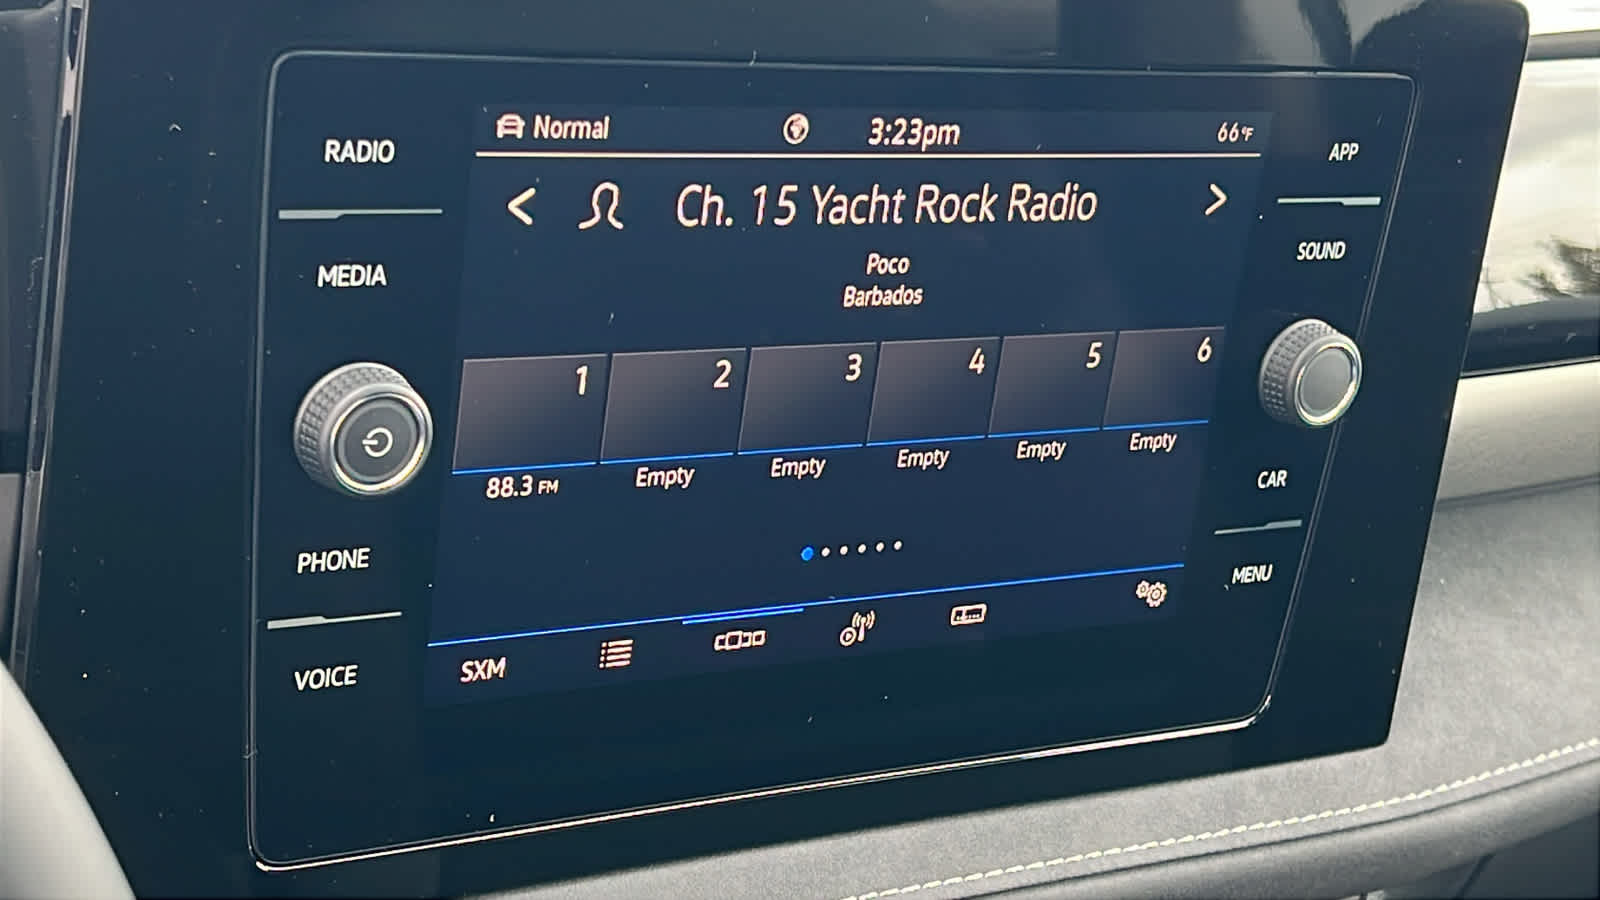 Normal
3:23pm
66°F
RADIO
APP
Ch. 15 Yacht Rock Radio
SOUND
MEDIA
Poco
Barbados
1 2 3 4 5 6
88.3 FM Empty Empty Empty Empty Empty
CAR
PHONE
MENU
SXM
VOICE